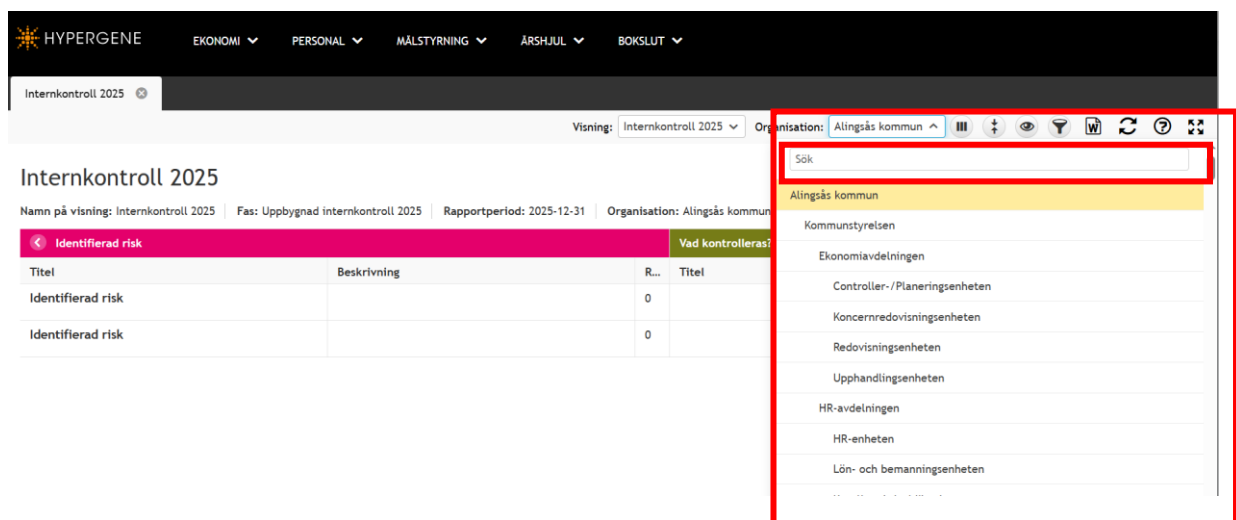 HYPERGENE EKONOMI PERSONAL MÅLSTYRNING ÅRSHJUL BOKSLUT
Internkontroll 2025
Visning: Internkontroll 2025 Organisation: Alingsås kommun
Sök
Internkontroll 2025
Namn på visning: Internkontroll 2025 Fas: Uppbygnad internkontroll 2025 Rapportperiod: 2025-12-31 Organisation: Alingsås kommun
Identifierad risk Vad kontrolleras?
Titel Beskrivning R... Titel
Identifierad risk 0
Identifierad risk 0
Alingsås kommun
Kommunstyrelsen
Ekonomiavdelningen
Controller-/Planeringsenheten
Koncernredovisningsenheten
Redovisningsenheten
Upphandlingsenheten
HR-avdelningen
HR-enheten
Lön- och bemanningsenheten